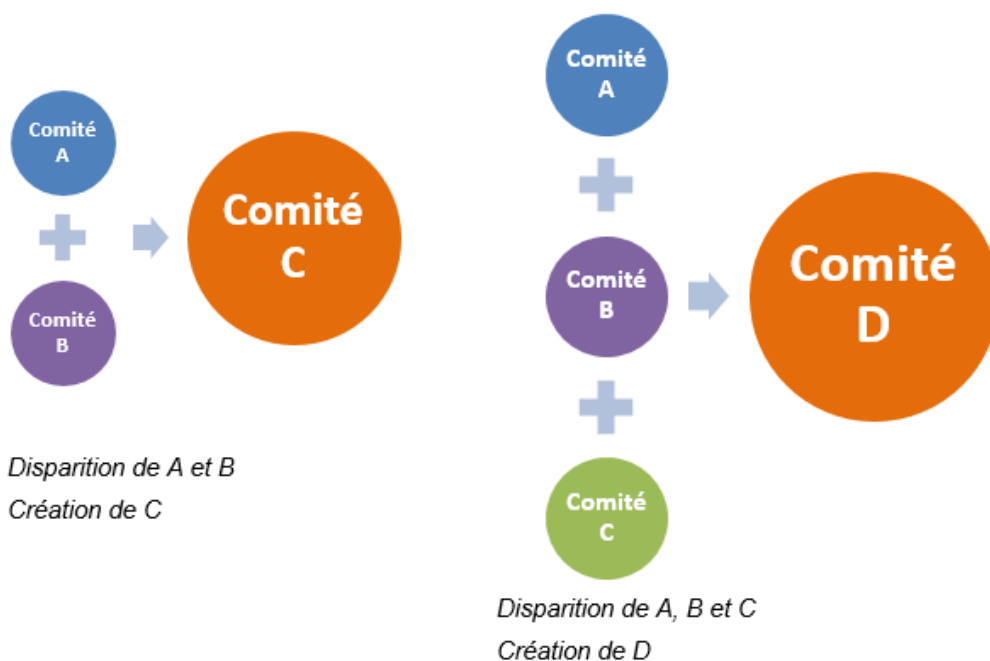 Comité
A
Comité
B
Comité
C
Disparition de A et B
Création de C
Comité
A
Comité
B
Comité
C
Comité
D
Disparition de A, B et C
Création de D